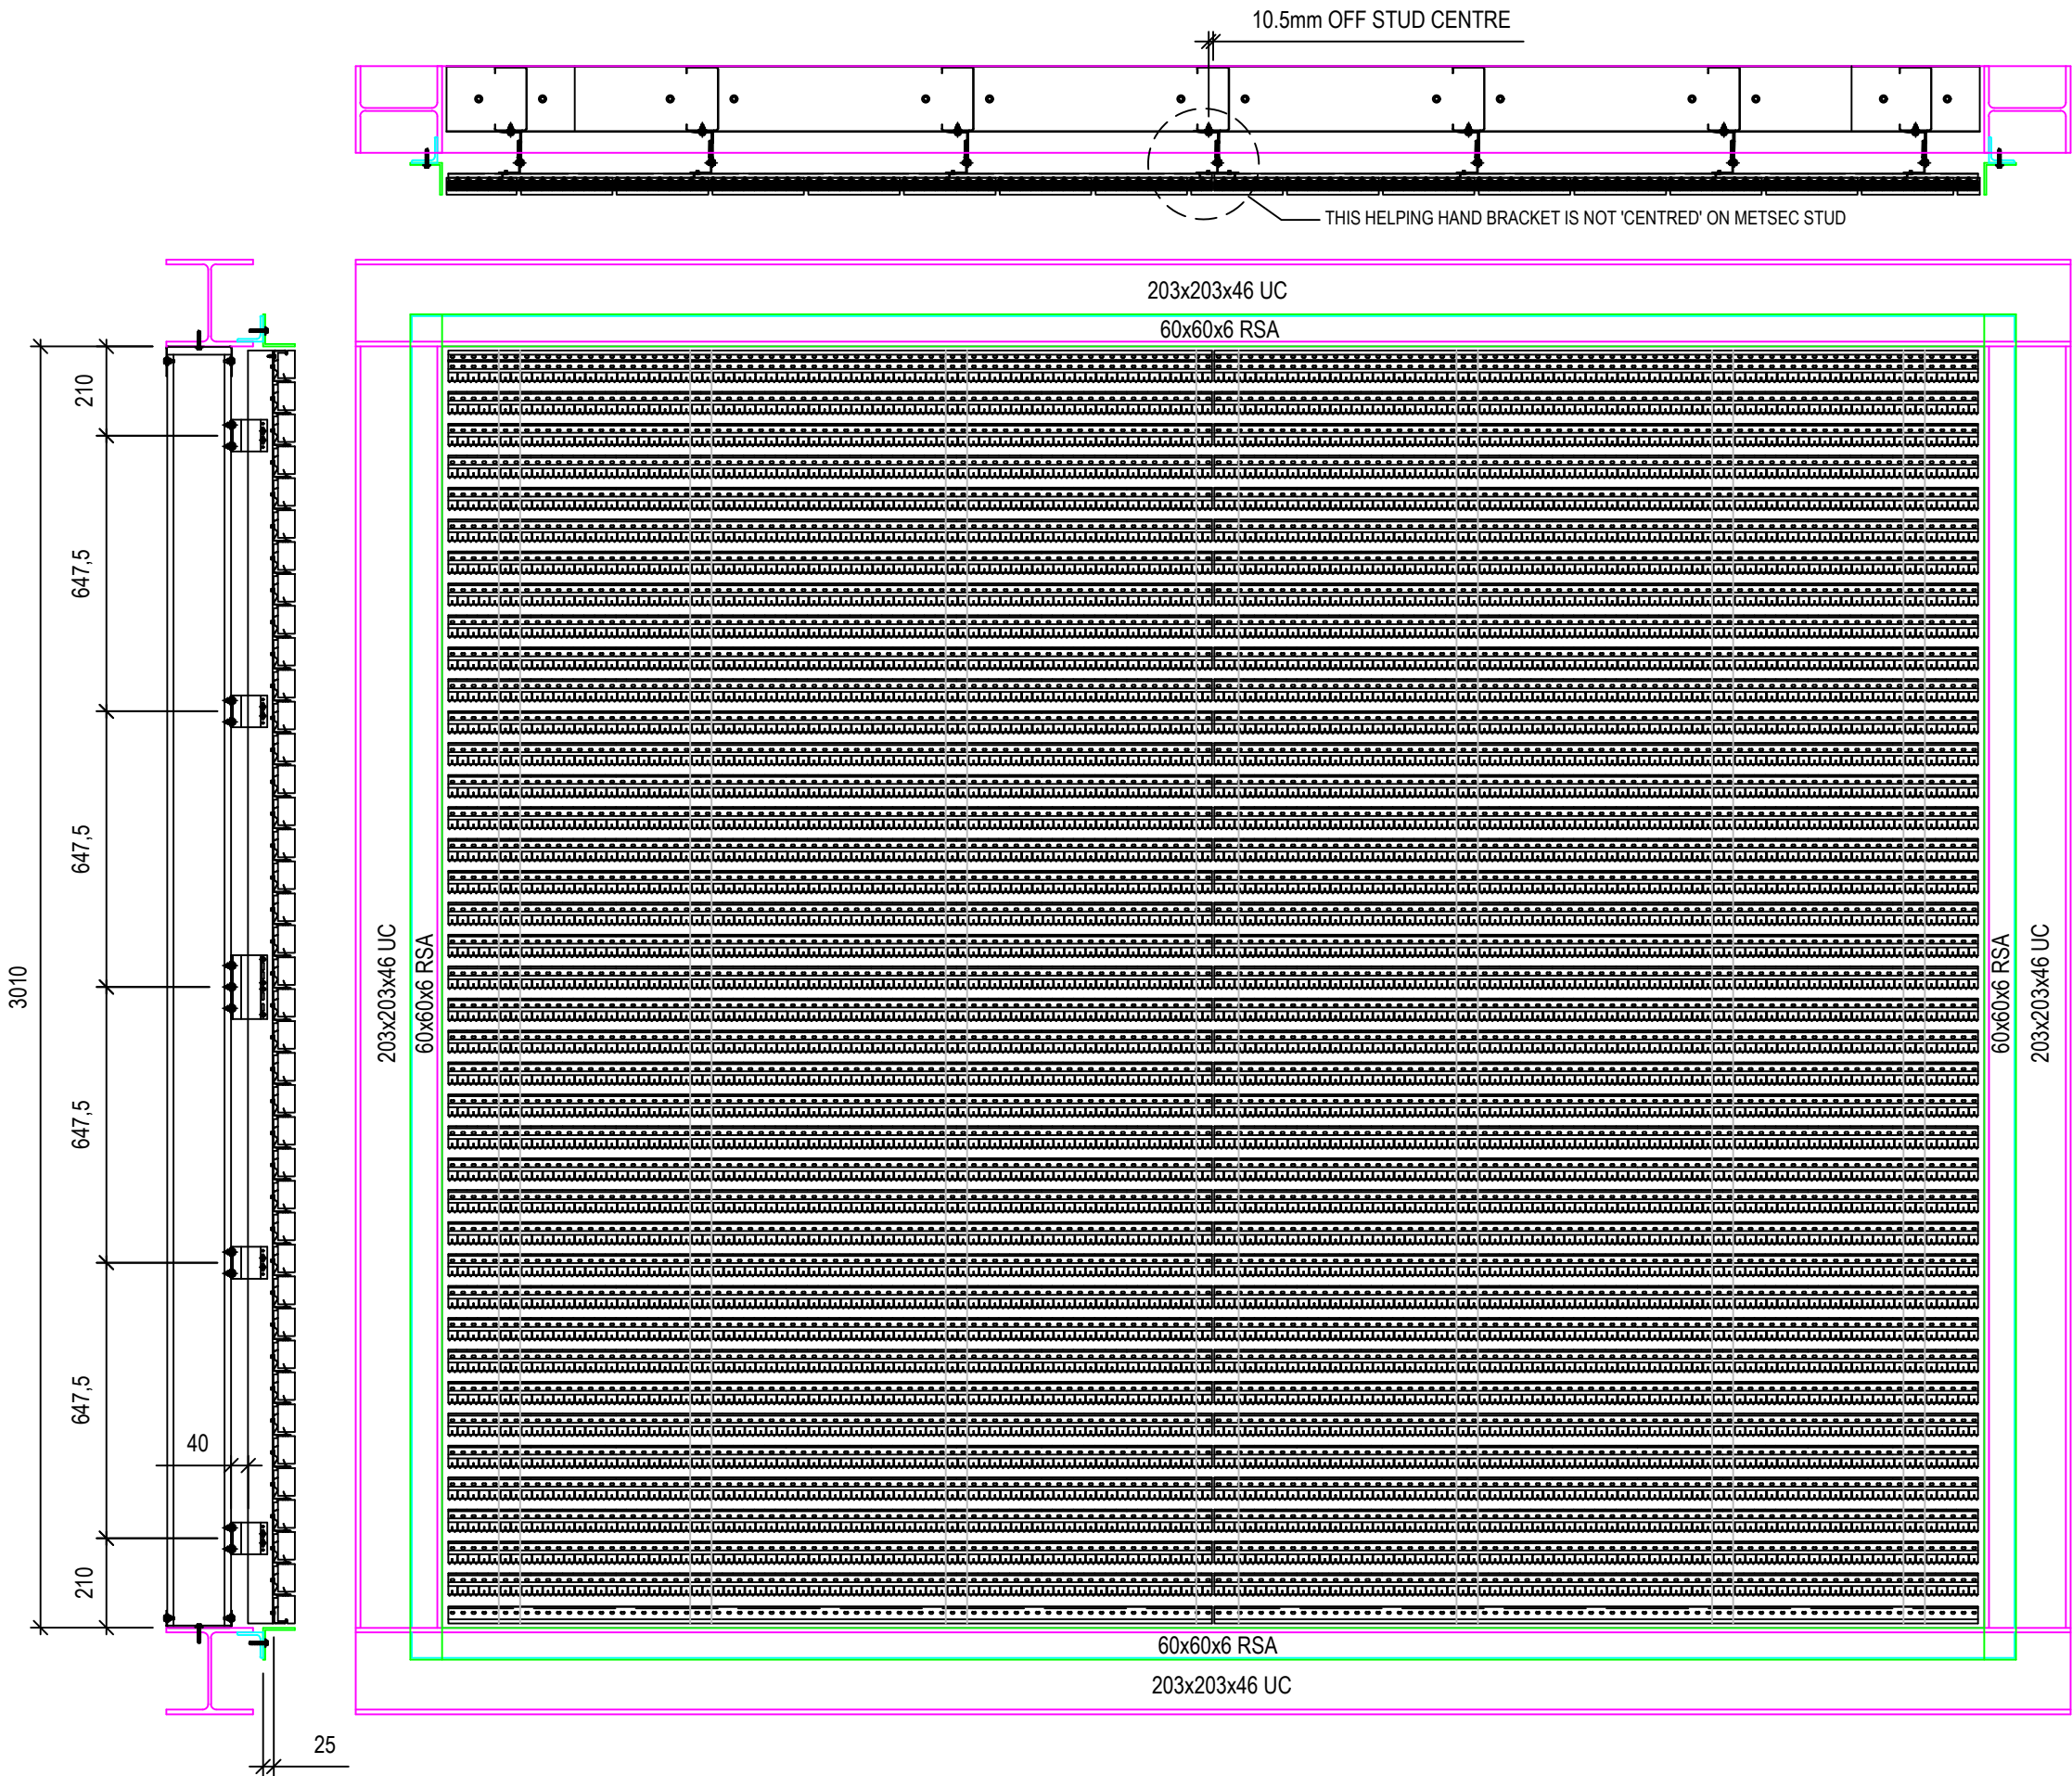 10.5mm OFF STUD CENTRE
THIS HELPING HAND BRACKET IS NOT 'CENTRED' ON METSEC STUD
203x203x46 UC
60x60x6 RSA
210
647,5
647,5
3010
647,5
647,5
40
210
25
203x203x46 UC
60x60x6 RSA
60x60x6 RSA
203x203x46 UC
60x60x6 RSA
203x203x46 UC